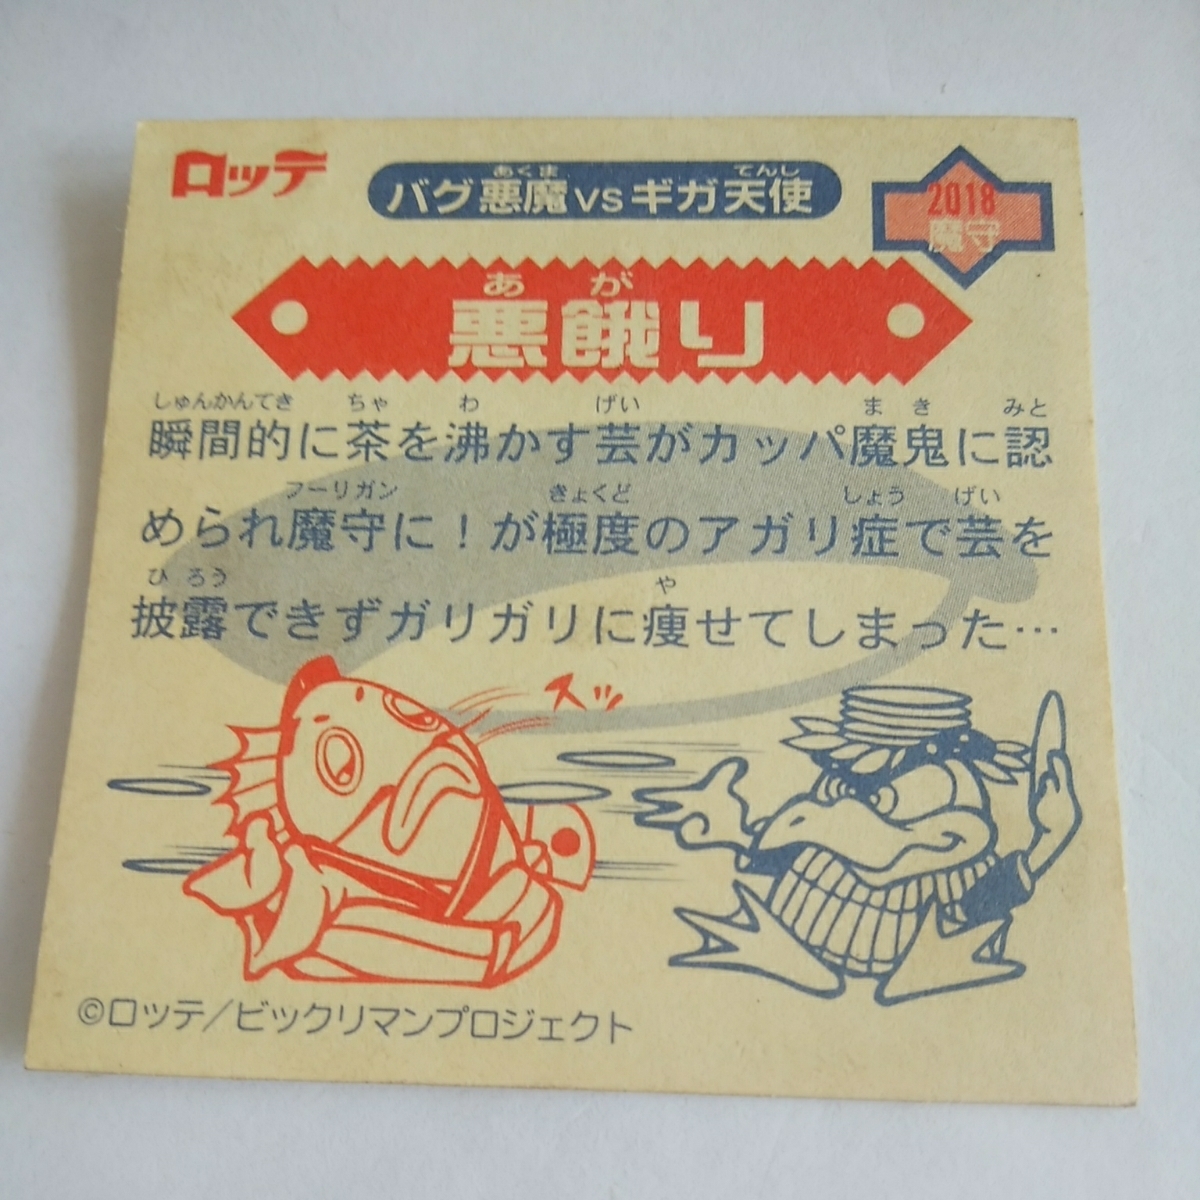 ロッテ
バグ悪魔vsギガ天使
あくま
てんし
2018
魔守
あが
悪餓り
しゅんかんてき ちゃ わ げい まき みと
瞬間的に茶を沸かす芸がカッパ魔鬼に認
フーリガン きょくど しょう げい
められ魔守に！が極度のアガリ症で芸を
ひろう や
披露できずガリガリに痩せてしまった…
スッ
©ロッテ／ビックリマンプロジェクト